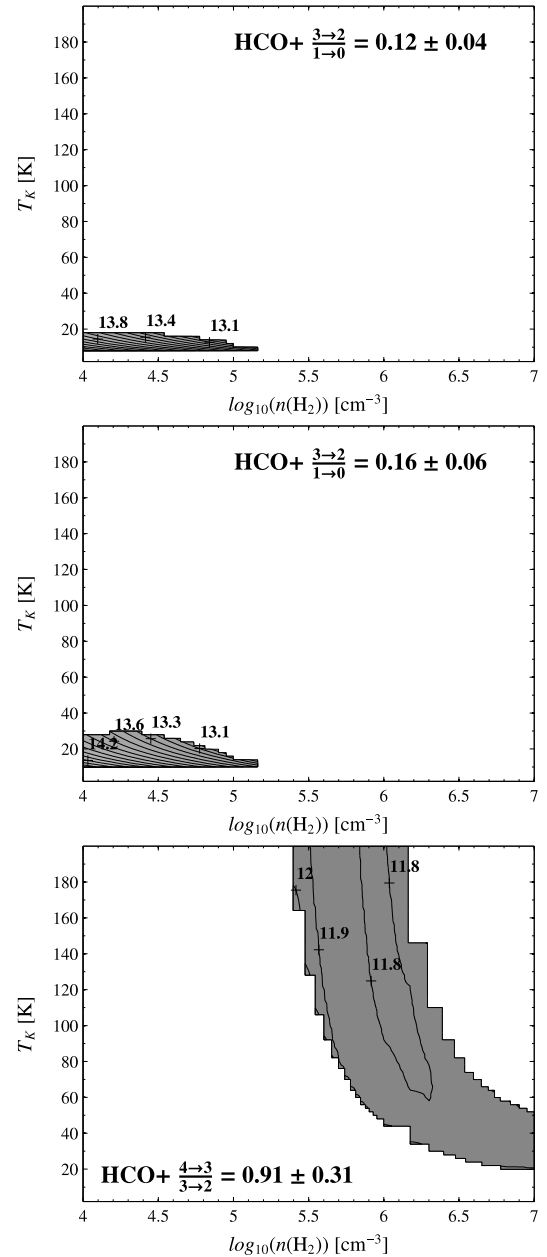 HCO+ 3→2/1→0 = 0.12 ± 0.04
180
160
140
120
100
80
60
40
20
T_K [K]
13.8 13.4 13.1
4 4.5 5 5.5 6 6.5 7
log₁₀(n(H₂)) [cm⁻³]
HCO+ 3→2/1→0 = 0.16 ± 0.06
180
160
140
120
100
80
60
40
20
T_K [K]
14.2 13.6 13.3 13.1
4 4.5 5 5.5 6 6.5 7
log₁₀(n(H₂)) [cm⁻³]
180
160
140
120
100
80
60
40
20
T_K [K]
12 11.8
11.9 11.8
HCO+ 4→3/3→2 = 0.91 ± 0.31
4 4.5 5 5.5 6 6.5 7
log₁₀(n(H₂)) [cm⁻³]